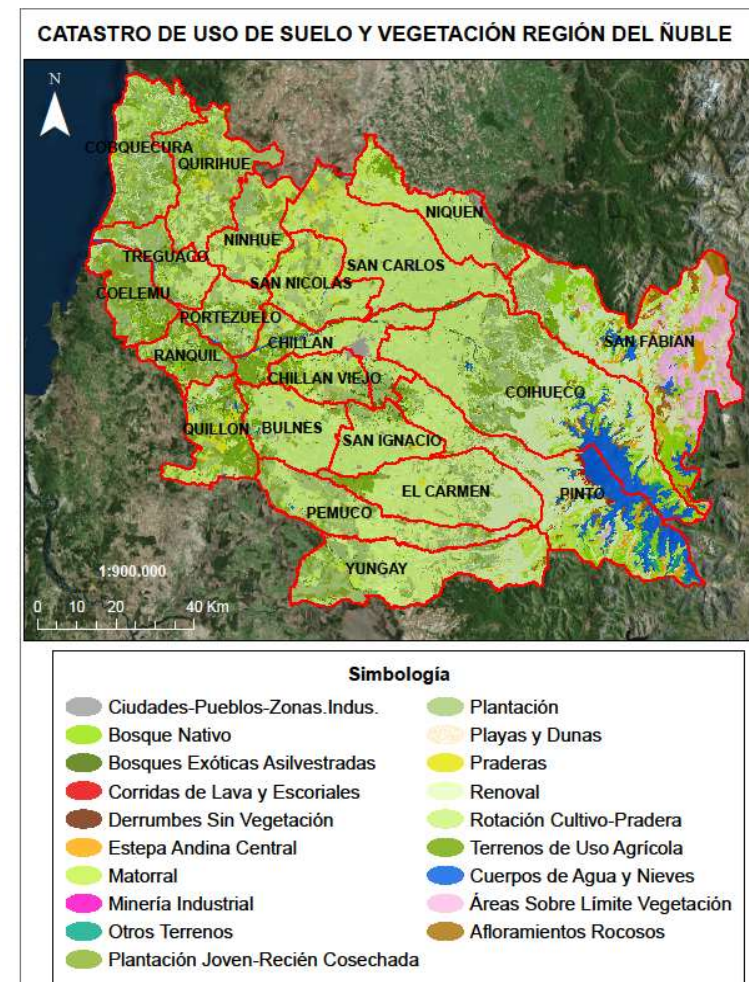 CATASTRO DE USO DE SUELO Y VEGETACIÓN REGIÓN DEL ÑUBLE
N
COBQUECURA
QUIRIHUE
NIQUEN
NINHUE
TREGUACO
SAN CARLOS
SAN NICOLAS
COELEMU
PORTEZUELO
SAN FABIAN
CHILLAN
RANQUIL
CHILLAN VIEJO
COIHUECO
QUILLON
BULNES
SAN IGNACIO
EL CARMEN
PINTO
PEMUCO
YUNGAY
1:900.000
0 10 20 40 Km
Simbología
Ciudades-Pueblos-Zonas.Indus.
Bosque Nativo
Bosques Exóticas Asilvestradas
Corridas de Lava y Escoriales
Derrumbes Sin Vegetación
Estepa Andina Central
Matorral
Minería Industrial
Otros Terrenos
Plantación Joven-Recién Cosechada
Plantación
Playas y Dunas
Praderas
Renoval
Rotación Cultivo-Pradera
Terrenos de Uso Agrícola
Cuerpos de Agua y Nieves
Áreas Sobre Límite Vegetación
Afloramientos Rocosos